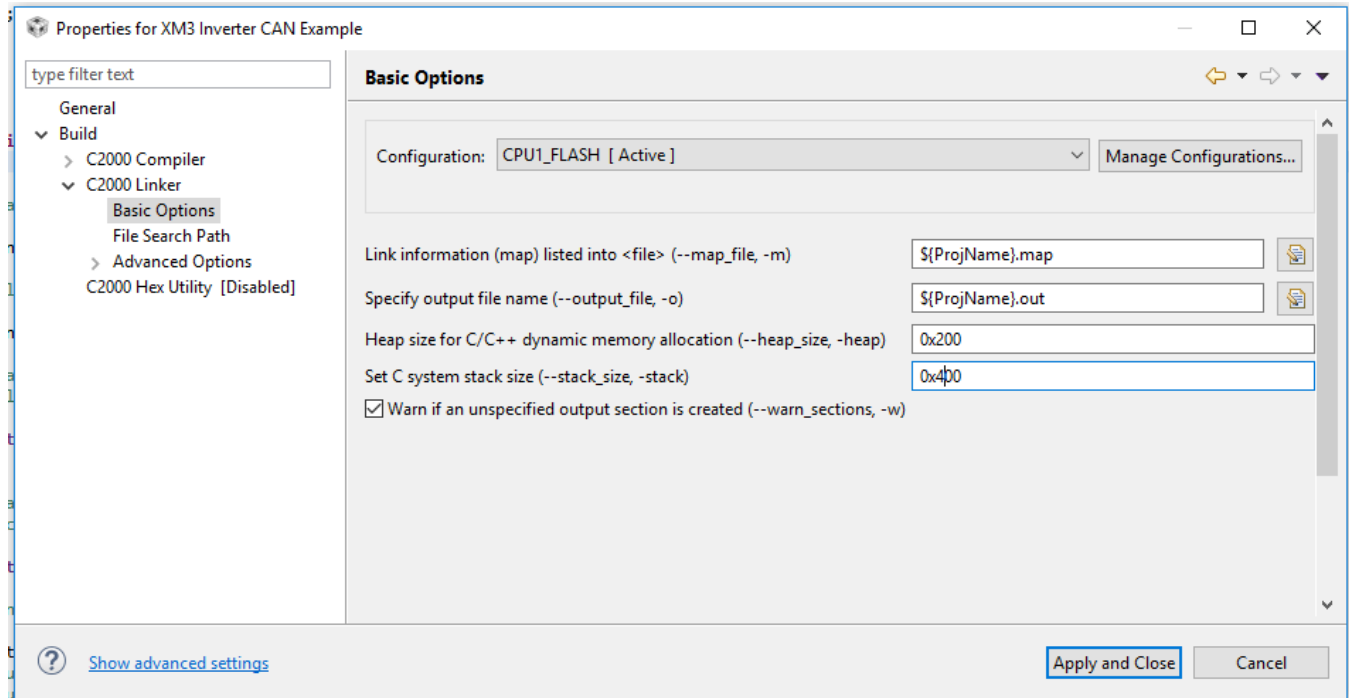 Properties for XM3 Inverter CAN Example
type filter text
Basic Options
General
Build
C2000 Compiler
C2000 Linker
Basic Options
File Search Path
Advanced Options
C2000 Hex Utility [Disabled]
Configuration: CPU1_FLASH [ Active ] Manage Configurations...
Link information (map) listed into <file> (--map_file, -m) ${ProjName}.map
Specify output file name (--output_file, -o) ${ProjName}.out
Heap size for C/C++ dynamic memory allocation (--heap_size, -heap) 0x200
Set C system stack size (--stack_size, -stack) 0x400
Warn if an unspecified output section is created (--warn_sections, -w)
Show advanced settings
Apply and Close
Cancel